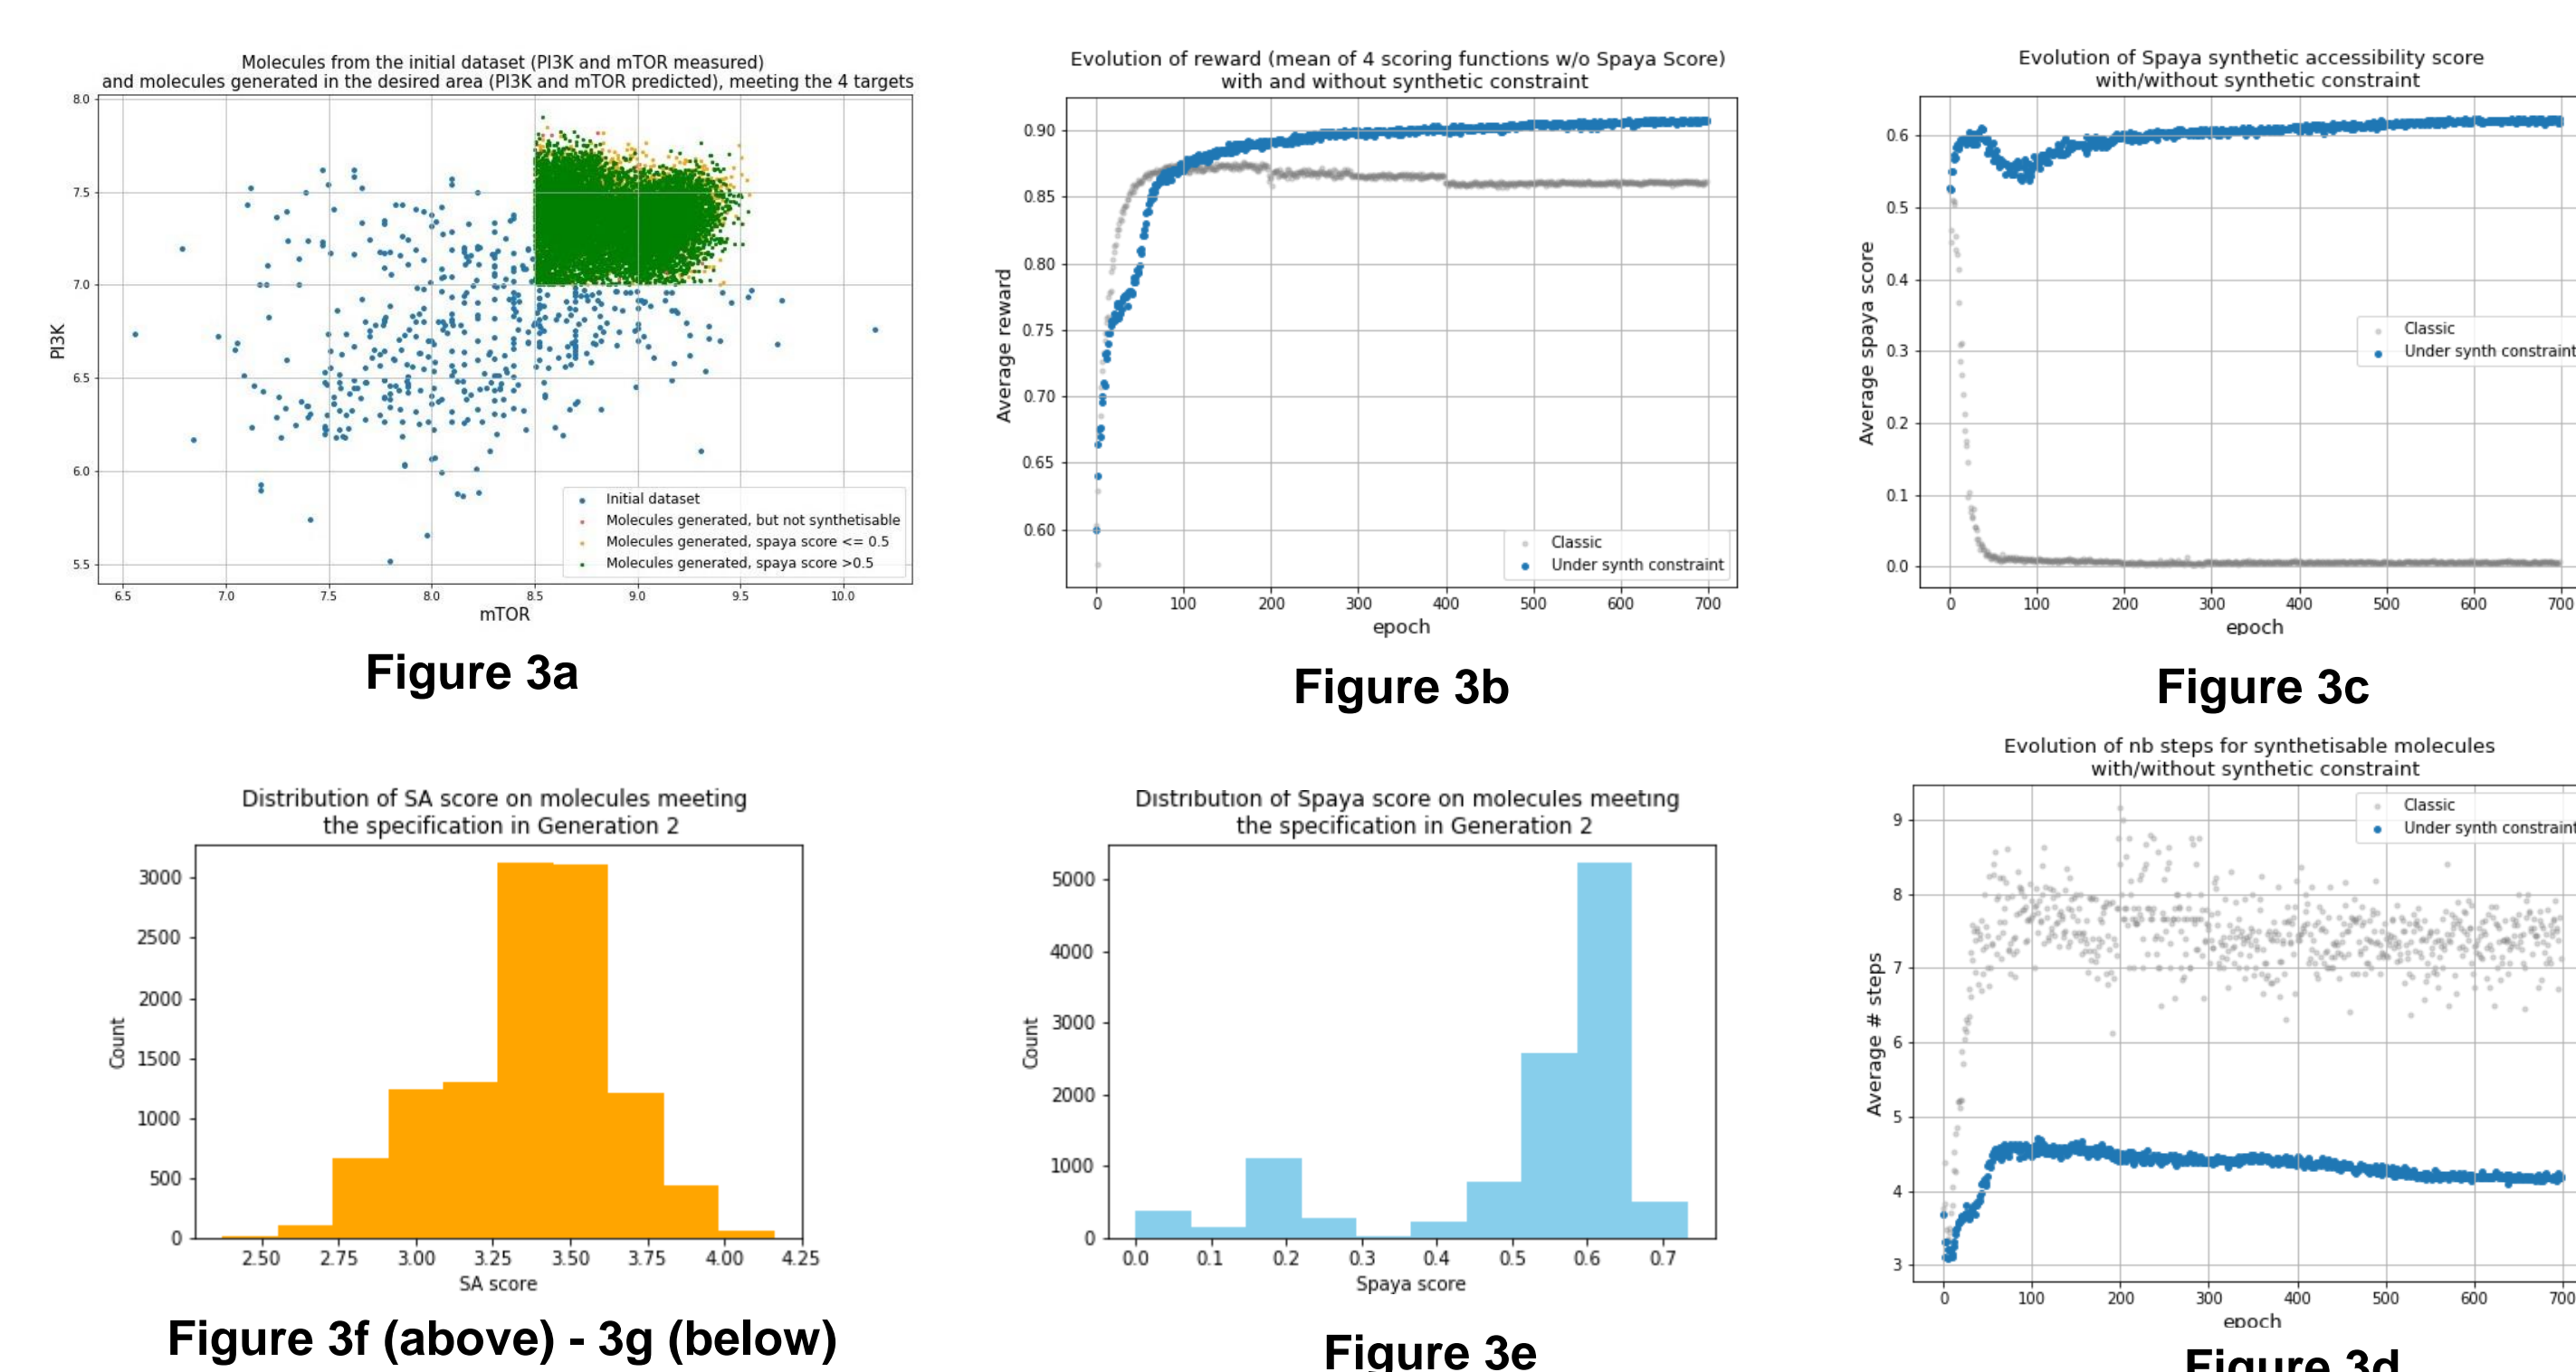 Molecules from the initial dataset (PI3K and mTOR measured)
and molecules generated in the desired area (PI3K and mTOR predicted), meeting the 4 targets
8.0
7.5
7.0
6.5
6.0
5.5
PI3K
Initial dataset
Molecules generated, but not synthetisable
Molecules generated, spaya score <= 0.5
Molecules generated, spaya score >0.5
6.5 7.0 7.5 8.0 8.5 9.0 9.5 10.0
mTOR
Figure 3a
Evolution of reward (mean of 4 scoring functions w/o Spaya Score)
with and without synthetic constraint
0.90
0.85
0.80
0.75
0.70
0.65
0.60
Average reward
Classic
Under synth constraint
0 100 200 300 400 500 600 700
epoch
Figure 3b
Evolution of Spaya synthetic accessibility score
with/without synthetic constraint
0.6
0.5
0.4
0.3
0.2
0.1
0.0
Average spaya score
Classic
Under synth constraint
0 100 200 300 400 500 600 700
epoch
Figure 3c
Distribution of SA score on molecules meeting
the specification in Generation 2
3000
2500
2000
1500
1000
500
0
Count
2.50 2.75 3.00 3.25 3.50 3.75 4.00 4.25
SA score
Figure 3f (above) - 3g (below)
Distribution of Spaya score on molecules meeting
the specification in Generation 2
5000
4000
3000
2000
1000
0
Count
0.0 0.1 0.2 0.3 0.4 0.5 0.6 0.7
Spaya score
Figure 3e
Evolution of nb steps for synthetisable molecules
with/without synthetic constraint
9
8
7
6
5
4
3
Average # steps
Classic
Under synth constraint
0 100 200 300 400 500 600 700
epoch
Figure 3d